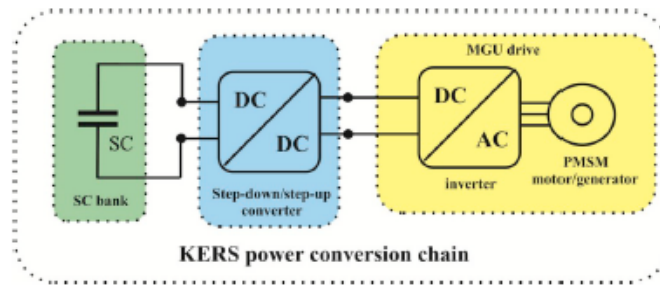 MGU drive
DC
DC
SC
DC
AC
PMSM
motor/generator
inverter
Step-down/step-up
converter
SC bank
KERS power conversion chain